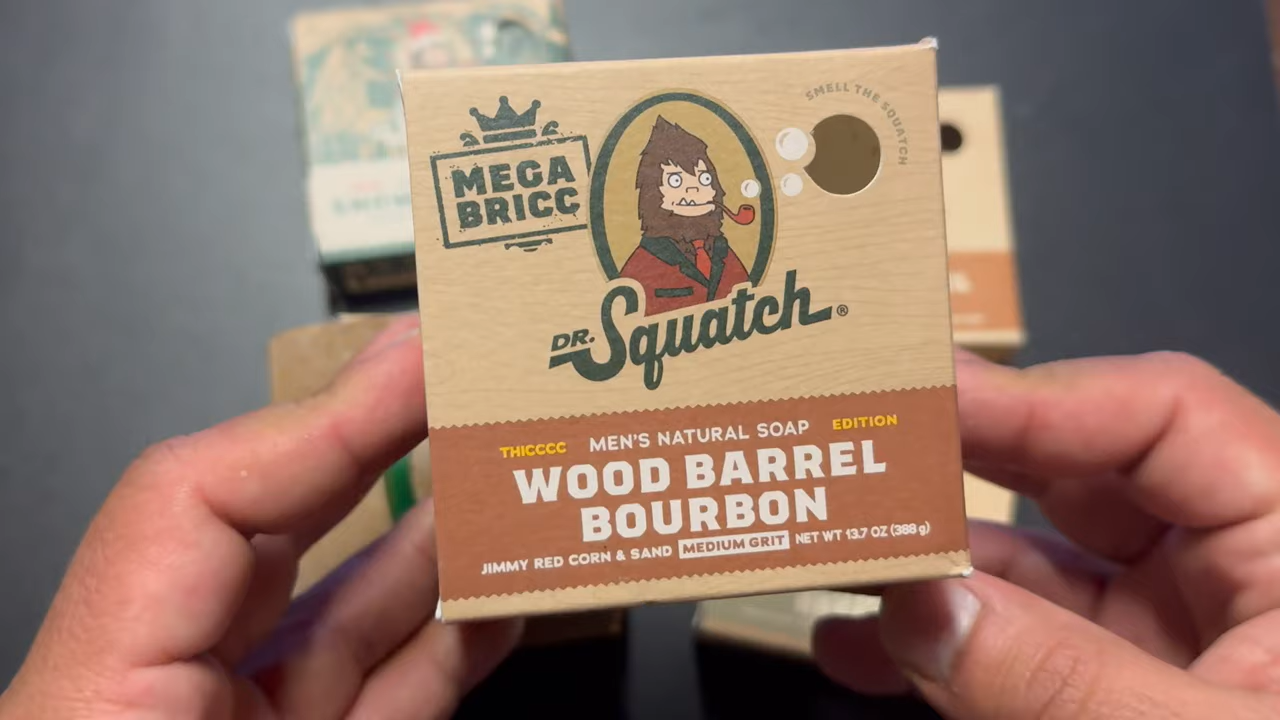 SMELL THE SQUATCH
MEGA
BRICC
DR. Squatch®
THICCCC MEN'S NATURAL SOAP EDITION
WOOD BARREL
BOURBON
JIMMY RED CORN & SAND MEDIUM GRIT NET WT 13.7 OZ (388 g)